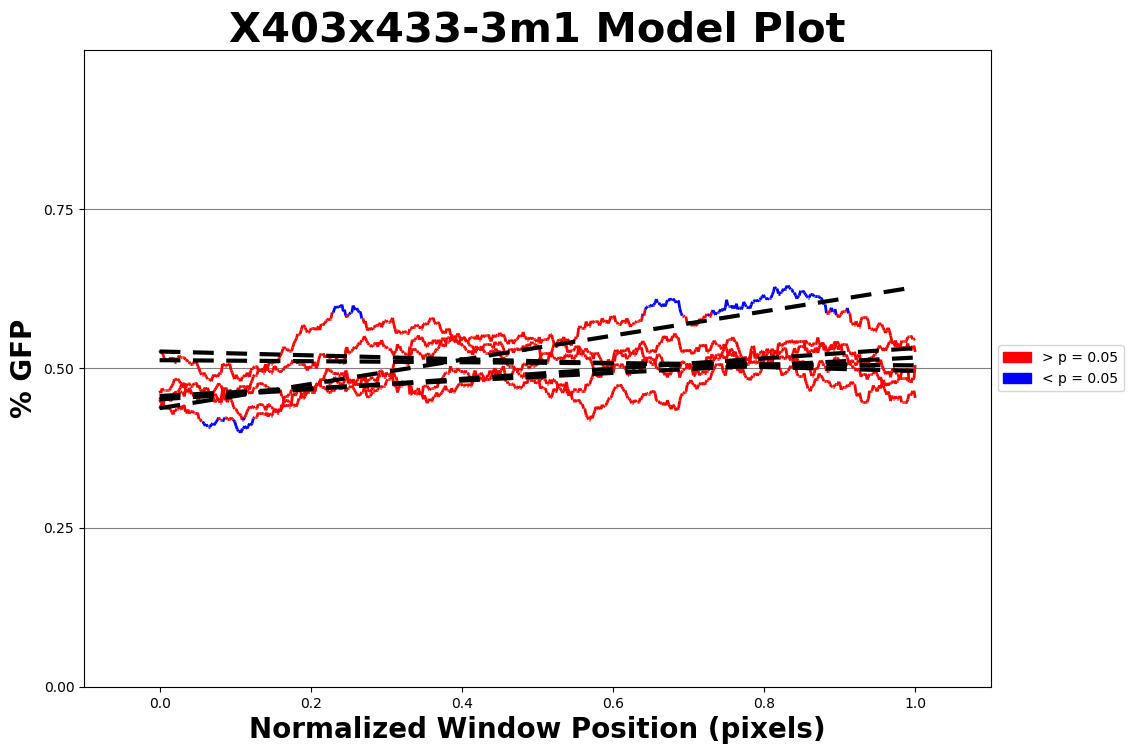 X403x433-3m1 Model Plot
% GFP
0.75
0.50
0.25
0.00
0.0 0.2 0.4 0.6 0.8 1.0
Normalized Window Position (pixels)
> p = 0.05
< p = 0.05